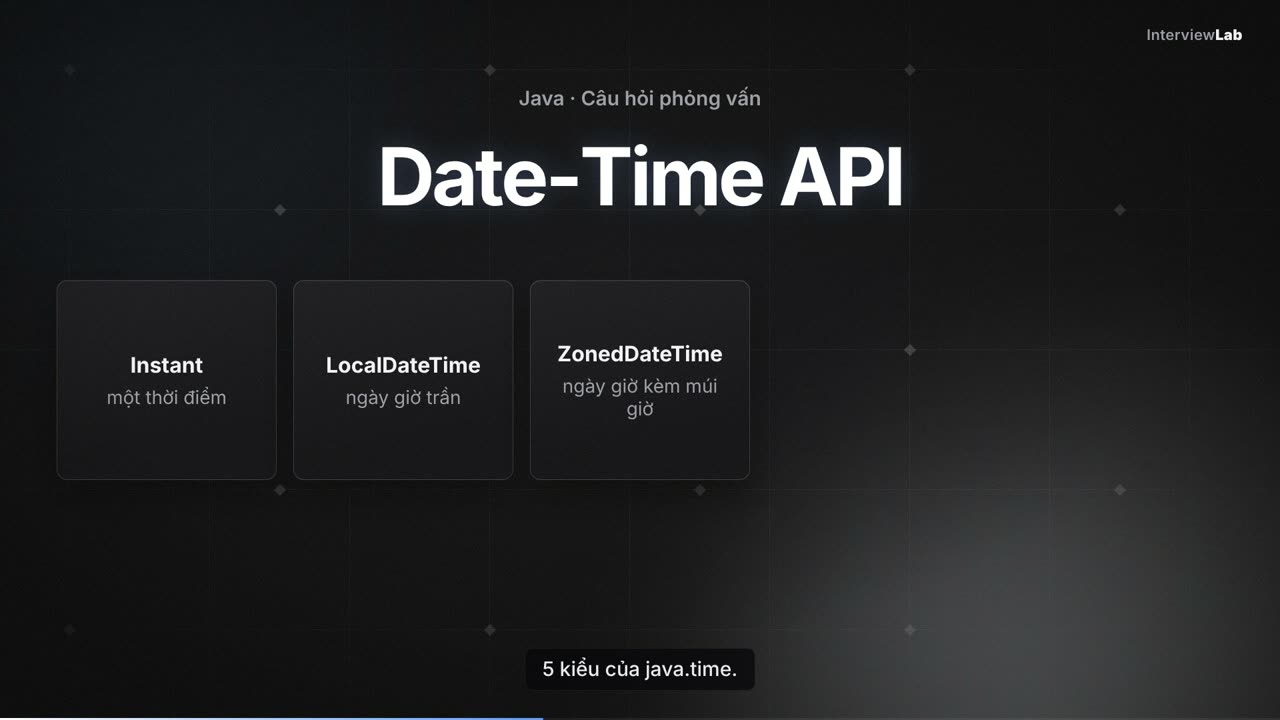 InterviewLab
Java · Câu hỏi phỏng vấn
Date-Time API
Instant
một thời điểm
LocalDateTime
ngày giờ trần
ZonedDateTime
ngày giờ kèm múi
giờ
5 kiểu của java.time.